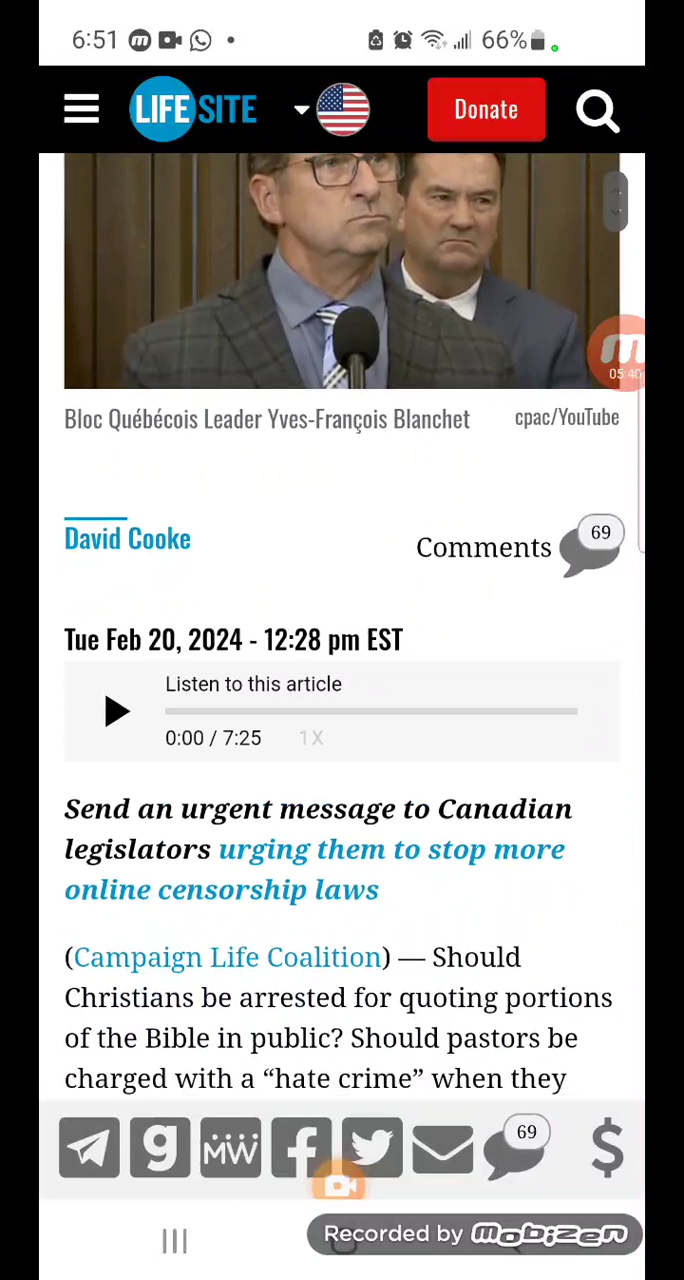 6:51
66%
LIFE SITE
Donate
05:40
Bloc Québécois Leader Yves-François Blanchet cpac/YouTube
David Cooke
Comments 69
Tue Feb 20, 2024 - 12:28 pm EST
Listen to this article
0:00 / 7:25 1X
Send an urgent message to Canadian
legislators urging them to stop more
online censorship laws
(Campaign Life Coalition) — Should
Christians be arrested for quoting portions
of the Bible in public? Should pastors be
charged with a “hate crime” when they
MW
69
Recorded by mobizen